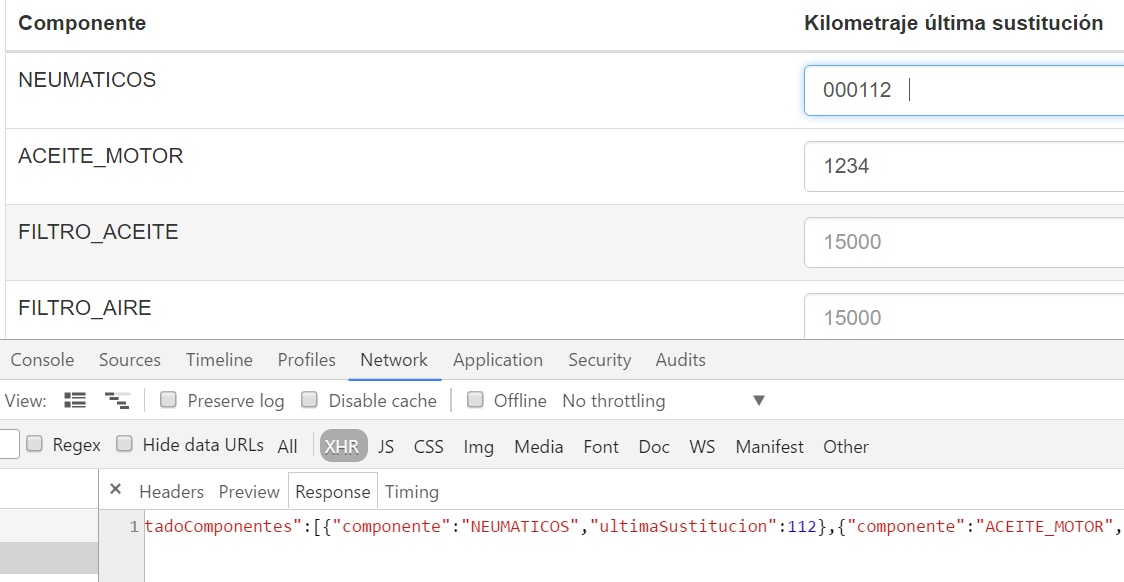 Componente Kilometraje última sustitución
NEUMATICOS 000112
ACEITE_MOTOR 1234
FILTRO_ACEITE 15000
FILTRO_AIRE 15000
Console Sources Timeline Profiles Network Application Security Audits
View: Preserve log Disable cache Offline No throttling
Regex Hide data URLs All XHR JS CSS Img Media Font Doc WS Manifest Other
× Headers Preview Response Timing
1 tadoComponentes":[{"componente":"NEUMATICOS","ultimaSustitucion":112},{"componente":"ACEITE_MOTOR",